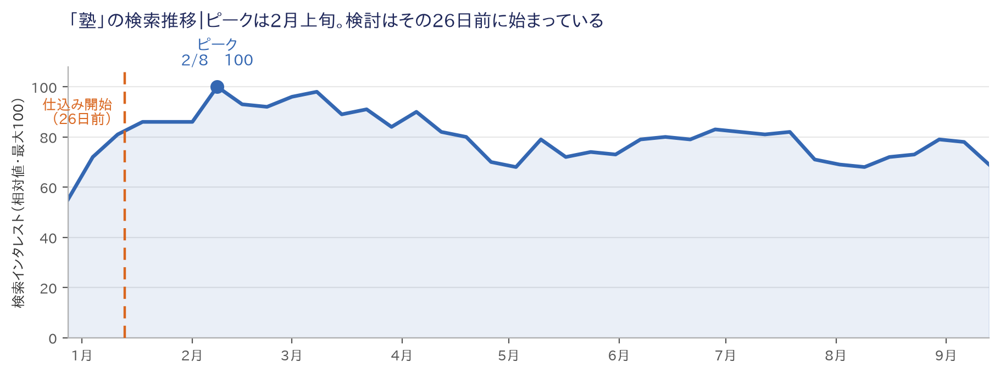 「塾」の検索推移|ピークは2月上旬。検討はその26日前に始まっている
ピーク
2/8　100
仕込み開始
（26日前）
検索インタレスト（相対値・最大100）
100
80
60
40
20
0
1月
2月
3月
4月
5月
6月
7月
8月
9月